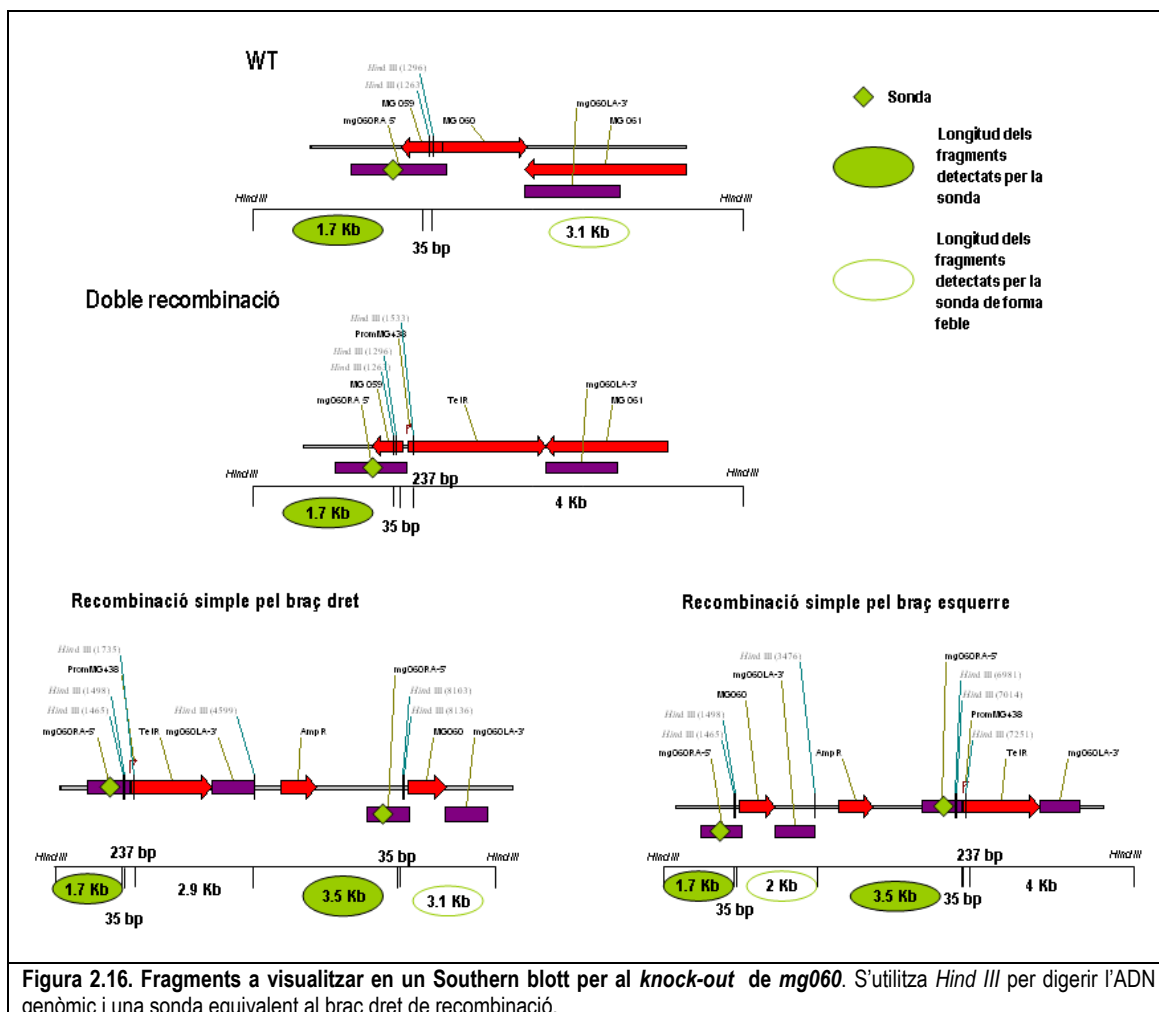 WT
Hind III (1296)
Hind III (1263
MG 059
mg060RA 5'
MG 060
mg060LA-3'
MG 061
Hind III
Hind III
1.7 Kb
35 bp
3.1 Kb
Sonda
Longitud dels
fragments
detectats per la
sonda
Longitud dels
fragments
detectats per la
sonda de forma
feble
Doble recombinació
Hind III (1533)
PromMG438
Hind III (1296)
Hind III (1263)
MG 059
mg060RA 5'
Te IR
mg060LA-3'
MG 061
Hind III
Hind III
237 bp
1.7 Kb
35 bp
4 Kb
Recombinació simple pel braç dret
Hind III (1735)
PromMG438
Hind III (1498)
Hind III (1465)
mg060RA-5'
Te IR
mg060LA-3'
Hind III (4599)
Amp R
mg060RA-5'
Hind III (8103)
Hind III (8136)
MG060
mg060LA-3'
Hind III
237 bp
35 bp
Hind III
1.7 Kb
2.9 Kb
3.5 Kb
3.1 Kb
35 bp
Recombinació simple pel braç esquerre
Hind III (3476)
mg060LA-3'
MG060
Hind III (1498)
Hind III (1465)
mg060RA-5'
Amp R
mg060RA-5'
Hind III (6981)
Hind III (7014)
PromMG438
Hind III (7251)
Te IR
mg060LA-3'
Hind III
237 bp
Hind III
1.7 Kb
2 Kb
3.5 Kb
4 Kb
35 bp
35 bp
Figura 2.16. Fragments a visualitzar en un Southern blott per al knock-out de mg060. S'utilitza Hind III per digerir l'ADN
genòmic i una sonda equivalent al braç dret de recombinació.